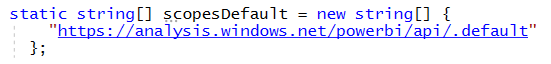 static string[] scopesDefault = new string[] {
"https://analysis.windows.net/powerbi/api/.default"
};